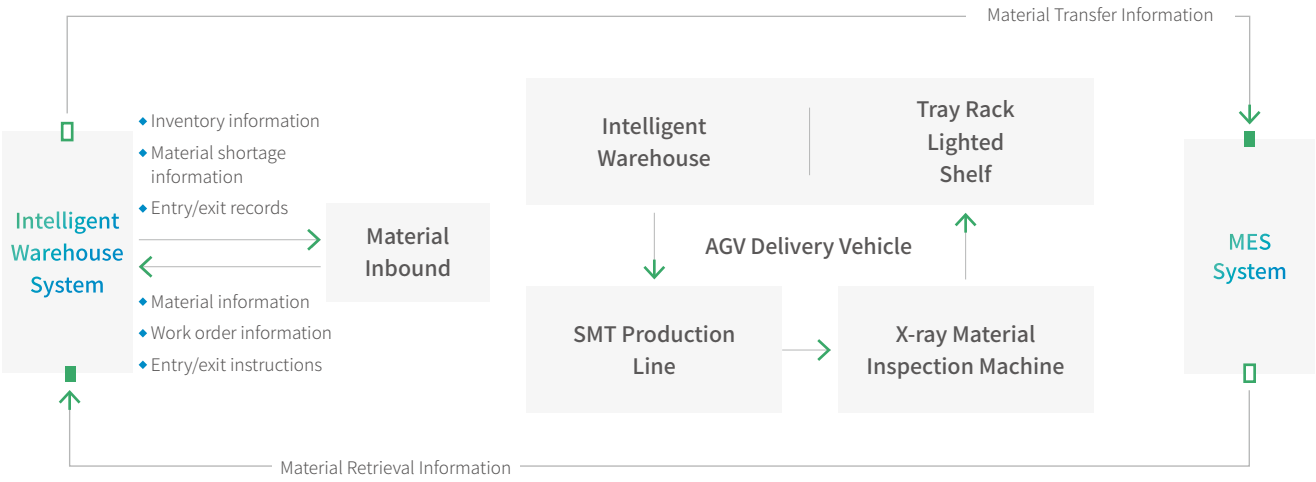 Material Transfer Information
Inventory information
Material shortage
information
Entry/exit records
Intelligent
Warehouse
System
Material
Inbound
Material information
Work order information
Entry/exit instructions
Intelligent
Warehouse
Tray Rack
Lighted
Shelf
AGV Delivery Vehicle
SMT Production
Line
X-ray Material
Inspection Machine
MES
System
Material Retrieval Information